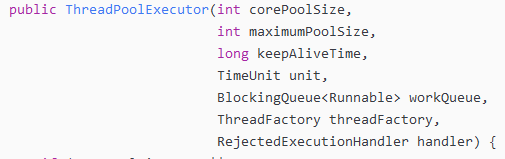 public ThreadPoolExecutor(int corePoolSize,
int maximumPoolSize,
long keepAliveTime,
TimeUnit unit,
BlockingQueue<Runnable> workQueue,
ThreadFactory threadFactory,
RejectedExecutionHandler handler) {